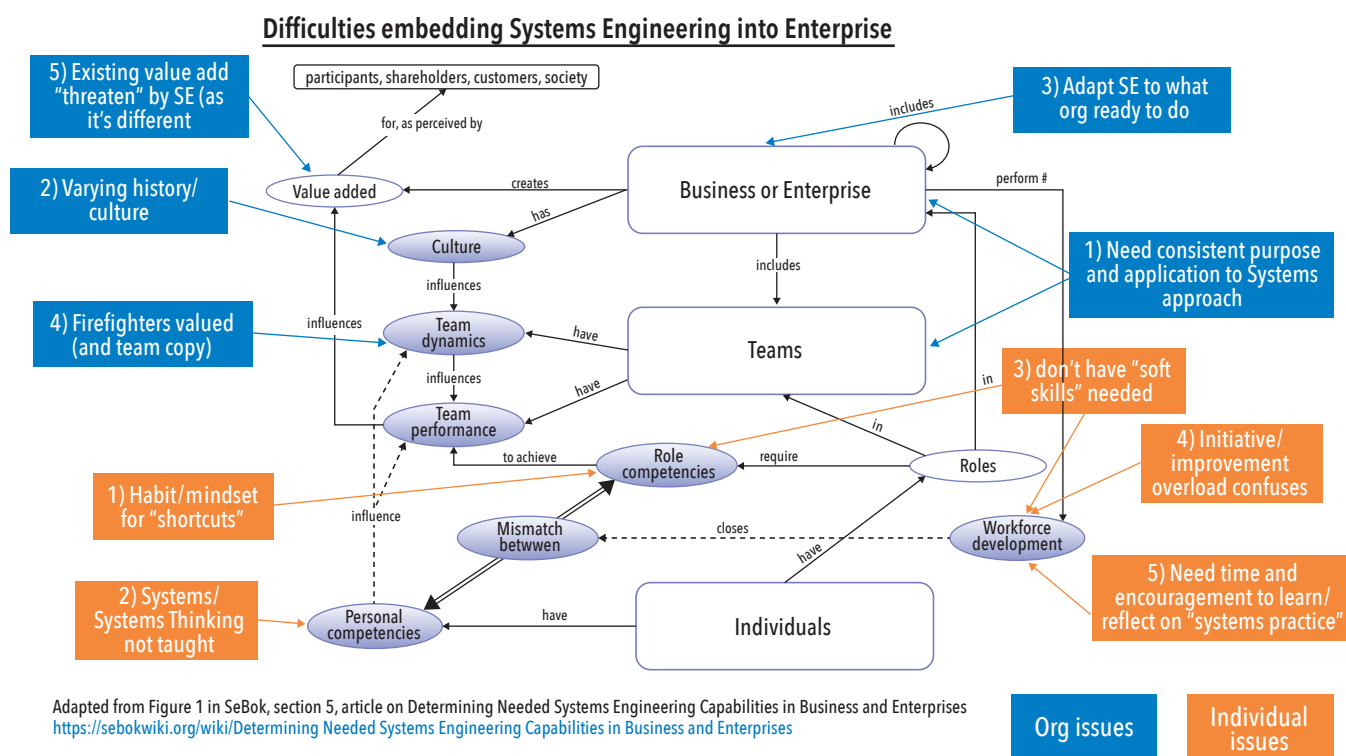 Difficulties embedding Systems Engineering into Enterprise
5) Existing value add
“threaten” by SE (as
it’s different
participants, shareholders, customers, society
3) Adapt SE to what
org ready to do
includes
for, as perceived by
2) Varying history/
culture
Value added
creates
Business or Enterprise
perform #
has
Culture
1) Need consistent purpose
and application to Systems
approach
includes
influences
4) Firefighters valued
(and team copy)
influences
Team
dynamics
have
Teams
influences
have
in
3) don’t have “soft
skills” needed
Team
performance
in
4) Initiative/
improvement
overload confuses
to achieve
Role
competencies
require
Roles
1) Habit/mindset
for “shortcuts”
influence
Mismatch
betwwen
closes
Workforce
development
have
5) Need time and
encouragement to learn/
reflect on “systems practice”
2) Systems/
Systems Thinking
not taught
Personal
competencies
have
Individuals
Adapted from Figure 1 in SeBok, section 5, article on Determining Needed Systems Engineering Capabilities in Business and Enterprises
https://sebokwiki.org/wiki/Determining Needed Systems Engineering Capabilities in Business and Enterprises
Org issues
Individual
issues